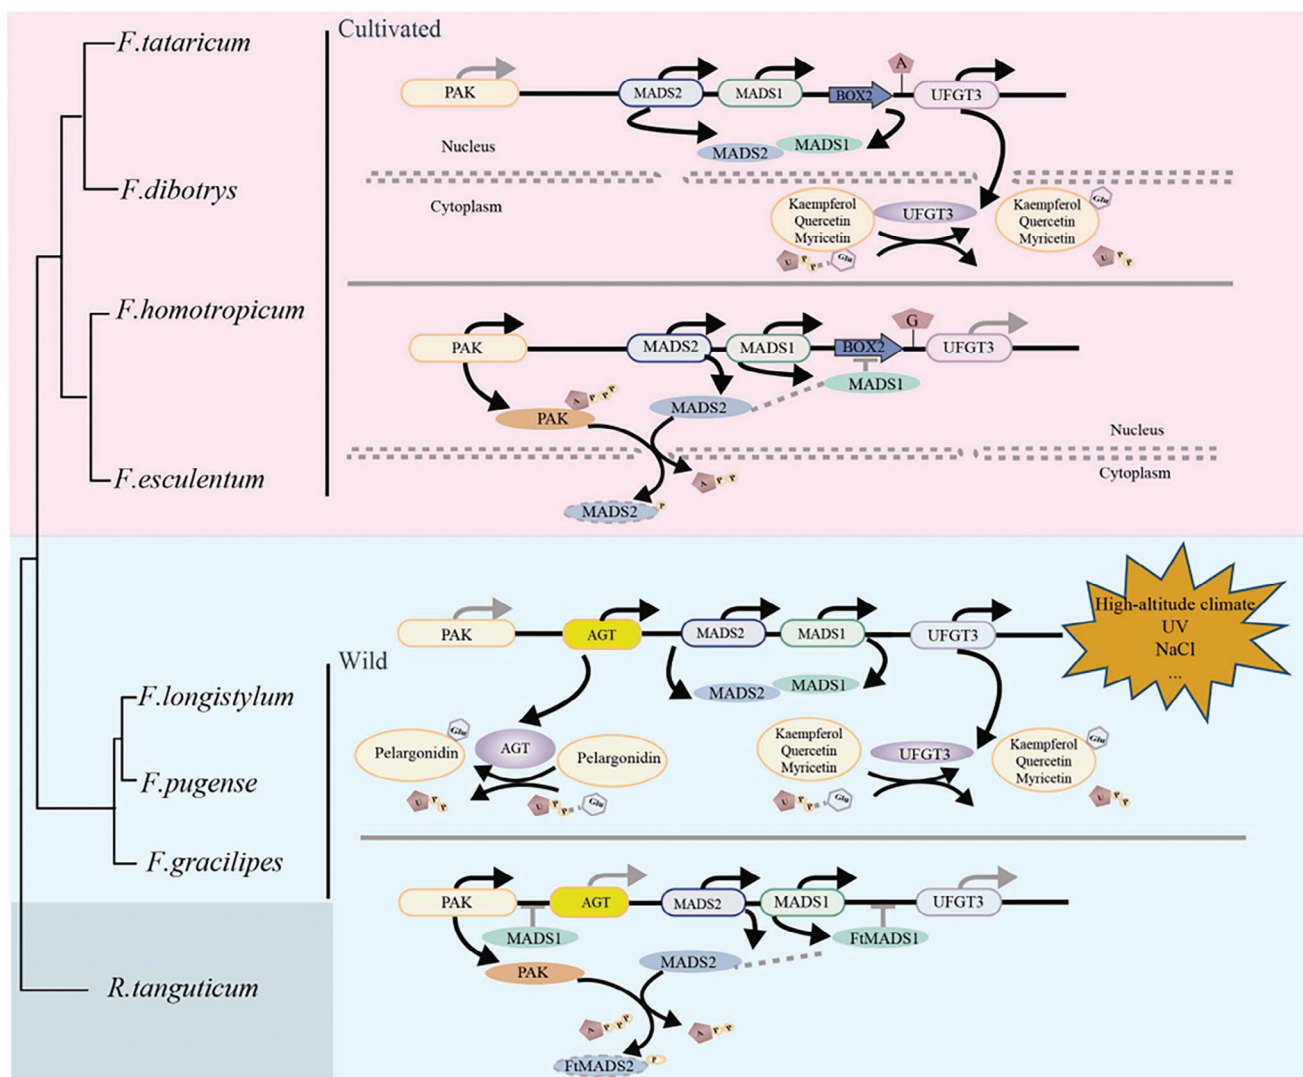 F.tataricum
F.dibotrys
F.homotropicum
F.esculentum
Cultivated
PAK
MADS2
MADS1
BOX2
A
UFGT3
MADS2
MADS1
Nucleus
Cytoplasm
Kaempferol
Quercetin
Myricetin
UFGT3
Kaempferol
Quercetin
Myricetin
Glu
U P P Glu
U P P
PAK
MADS2
MADS1
BOX2
G
UFGT3
MADS1
A P P P
PAK
MADS2
Nucleus
Cytoplasm
A P P
MADS2 P
F.longistylum
F.pugense
F.gracilipes
R.tanguticum
Wild
PAK
AGT
MADS2
MADS1
UFGT3
High-altitude climate
UV
NaCl
...
MADS2
MADS1
Glu
Pelargonidin
AGT
Pelargonidin
U P P
U P P Glu
Kaempferol
Quercetin
Myricetin
UFGT3
Kaempferol
Quercetin
Myricetin
Glu
U P P Glu
U P P
PAK
AGT
MADS2
MADS1
UFGT3
MADS1
FtMADS1
PAK
MADS2
A P P P
A P P
FtMADS2 P